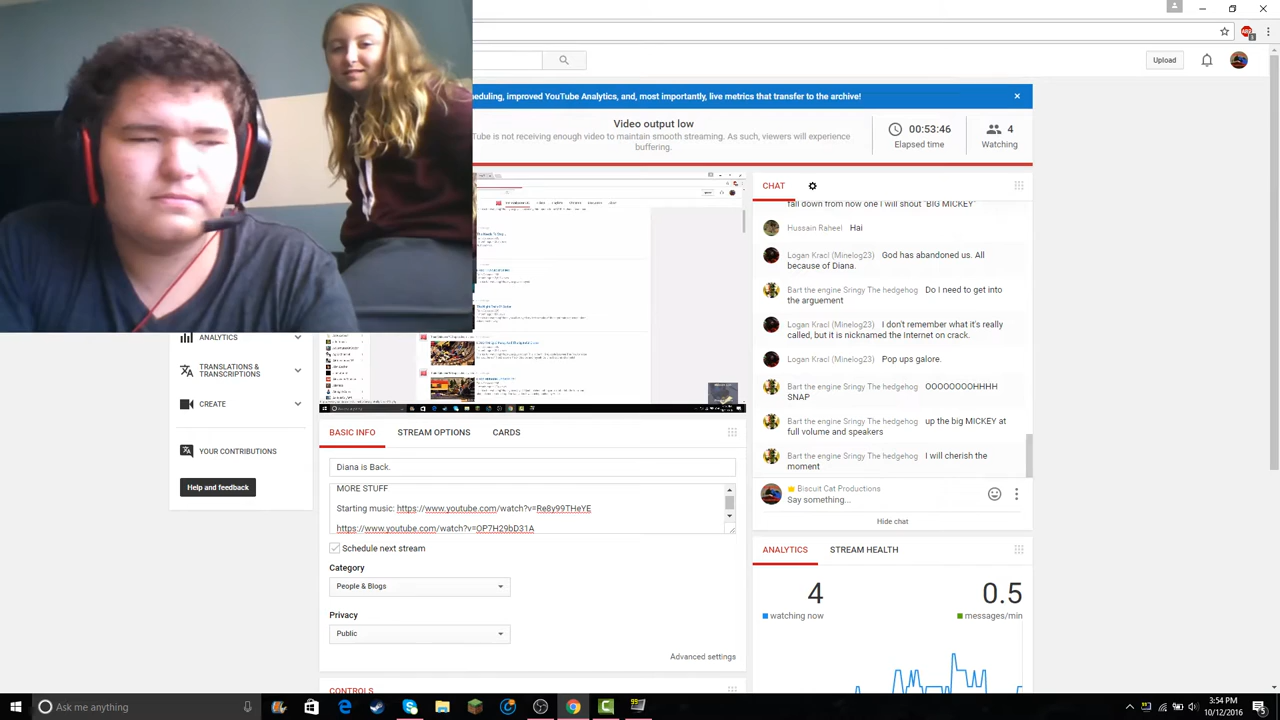 Upload
eduling, improved YouTube Analytics, and, most importantly, live metrics that transfer to the archive!
Video output low
Tube is not receiving enough video to maintain smooth streaming. As such, viewers will experience
buffering.
00:53:46
Elapsed time
4
Watching
CHAT
fall down from now one I will shout "BIG MICKEY"
Hussain Raheel Hai
Logan Kracl (Minelog23) God has abandoned us. All
because of Diana.
Bart the engine Sringy The hedgehog Do I need to get into
the arguement
Logan Kracl (Minelog23) I don't remember what it's really
called, but it is nicknamed the Internet on crack.
Logan Kracl (Minelog23) Pop ups galore.
Bart the engine Sringy The hedgehog OOOOOOOOHHHH
SNAP
Bart the engine Sringy The hedgehog up the big MICKEY at
full volume and speakers
Bart the engine Sringy The hedgehog I will cherish the
moment
Biscuit Cat Productions
Say something...
Hide chat
ANALYTICS
TRANSLATIONS &
TRANSCRIPTIONS
CREATE
YOUR CONTRIBUTIONS
Help and feedback
BASIC INFO STREAM OPTIONS CARDS
Diana is Back.
MORE STUFF
Starting music: https://www.youtube.com/watch?v=Re8y99THeYE
https://www.youtube.com/watch?v=OP7H29bD31A
Schedule next stream
Category
People & Blogs
Privacy
Public
Advanced settings
CONTROLS
ANALYTICS STREAM HEALTH
4
watching now
0.5
messages/min
Ask me anything
3:54 PM
10/12/2016